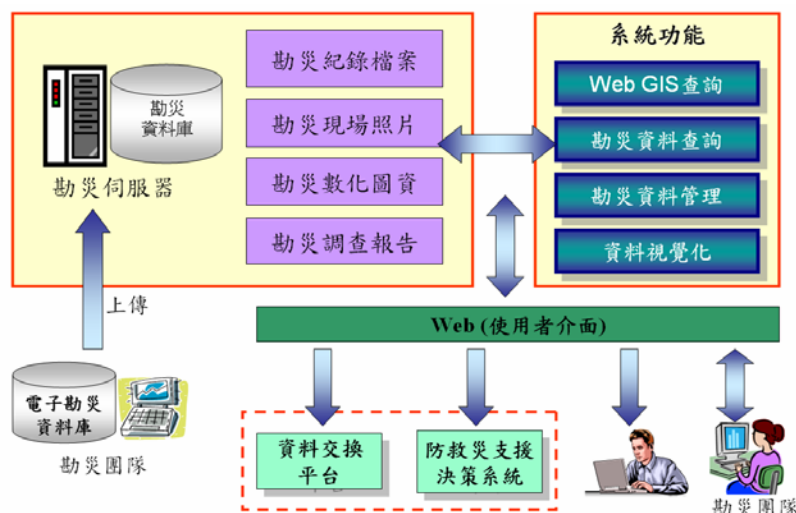 勘災
資料庫
勘災伺服器
勘災紀錄檔案
勘災現場照片
勘災數化圖資
勘災調查報告
系統功能
Web GIS 查詢
勘災資料查詢
勘災資料管理
資料視覺化
上傳
Web (使用者介面)
電子勘災
資料庫
勘災團隊
資料交換
平台
防救災支援
決策系統
勘災團隊